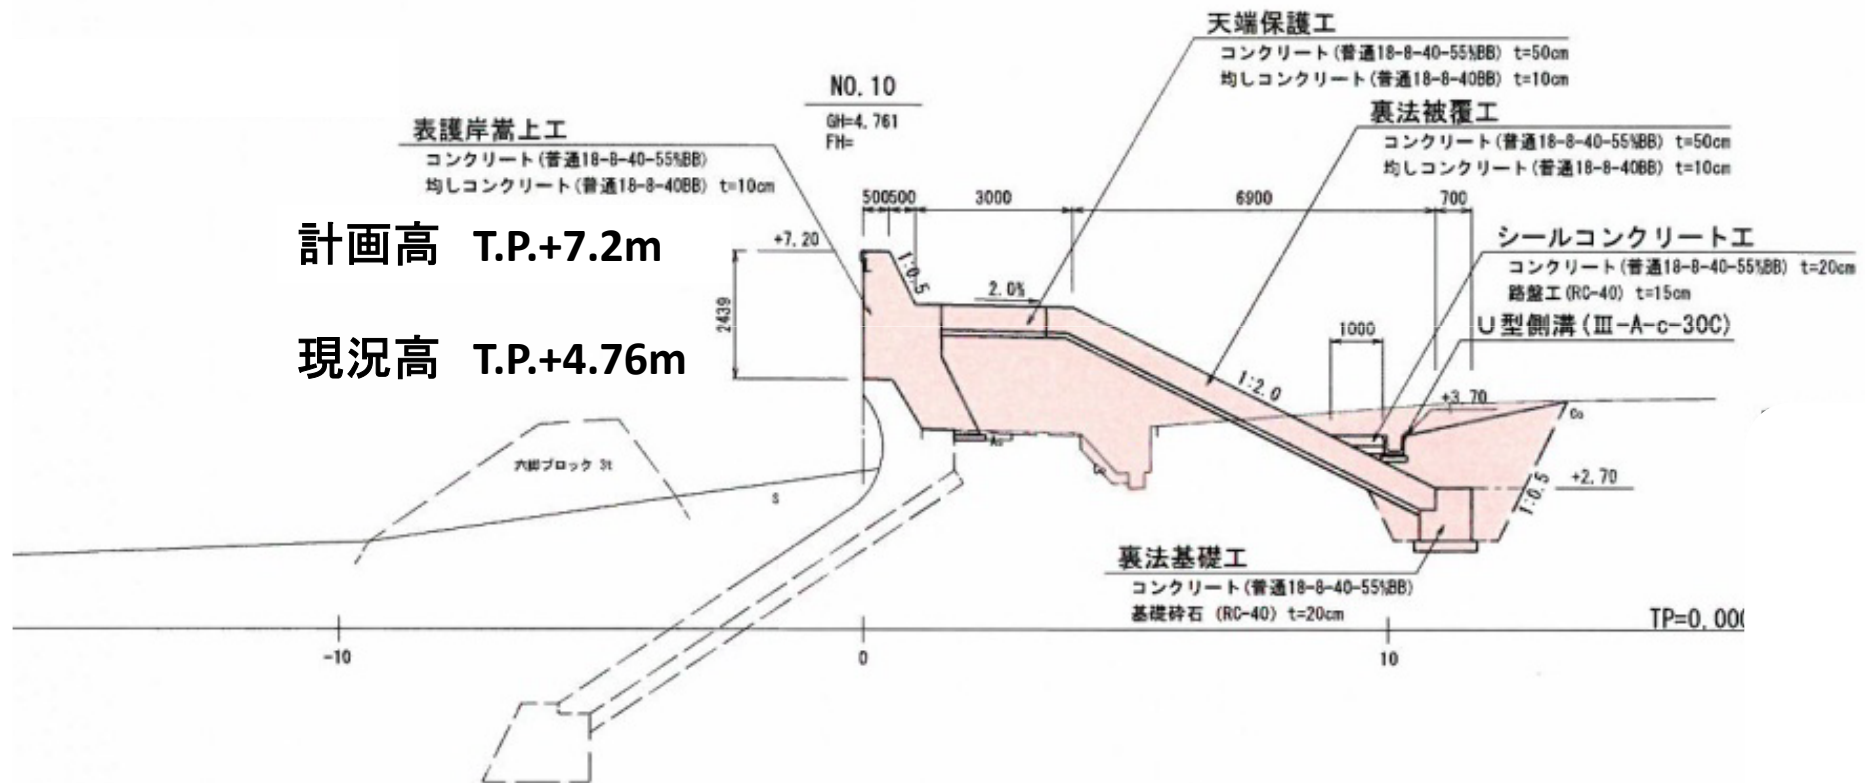 天端保護工
コンクリート(普通18-8-40-55%BB) t=50cm
均しコンクリート(普通18-8-40BB) t=10cm
NO.10
GH=4.761
FH=
裏法被覆工
コンクリート(普通18-8-40-55%BB) t=50cm
均しコンクリート(普通18-8-40BB) t=10cm
表護岸嵩上工
コンクリート(普通18-8-40-55%BB)
均しコンクリート(普通18-8-40BB) t=10cm
500 500 3000 6900 700
計画高 T.P.+7.2m
+7.20
1:0.5
シールコンクリート工
コンクリート(普通18-8-40-55%BB) t=20cm
路盤工(RC-40) t=15cm
2.0%
2439
1000
U型側溝(Ⅲ-A-c-30C)
現況高 T.P.+4.76m
1:2.0
+3.70
Co
六脚ブロック 3t
S
+2.70
1:0.5
裏法基礎工
コンクリート(普通18-8-40-55%BB)
基礎砕石 (RC-40) t=20cm
TP=0.000
-10 0 10